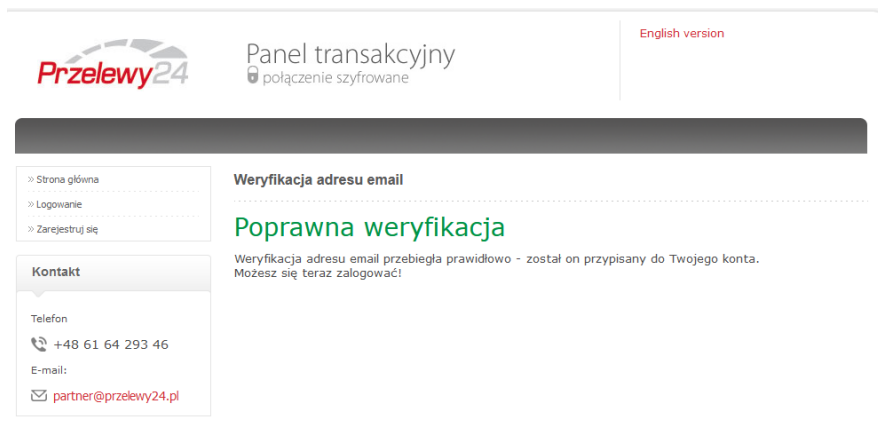 Przelewy24
Panel transakcyjny
połączenie szyfrowane
English version
» Strona główna
» Logowanie
» Zarejestruj się
Kontakt
Telefon
+48 61 64 293 46
E-mail:
partner@przelewy24.pl
Weryfikacja adresu email
Poprawna weryfikacja
Weryfikacja adresu email przebiegła prawidłowo - został on przypisany do Twojego konta.
Możesz się teraz zalogować!